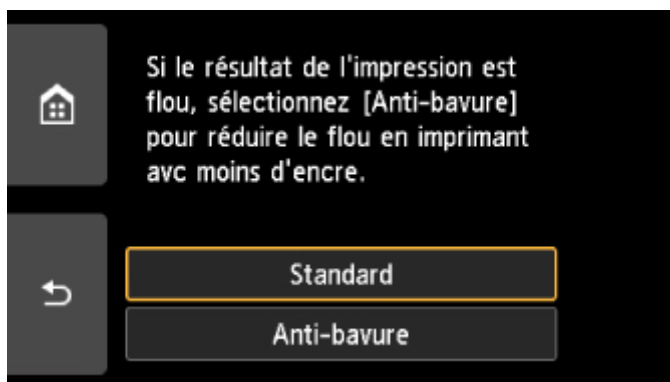 Si le résultat de l'impression est
flou, sélectionnez [Anti-bavure]
pour réduire le flou en imprimant
avc moins d'encre.
Standard
Anti-bavure